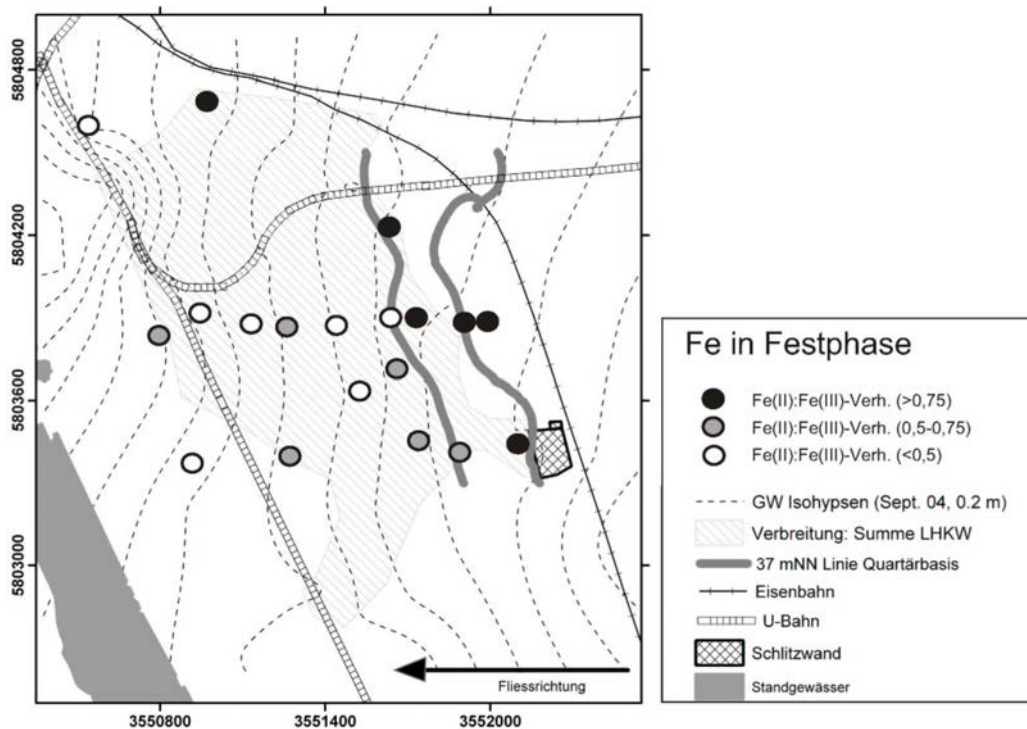 5804800
5804200
5803600
5803000
3550800
3551400
3552000
Fliessrichtung
Fe in Festphase
Fe(II):Fe(III)-Verh. (>0,75)
Fe(II):Fe(III)-Verh. (0,5-0,75)
Fe(II):Fe(III)-Verh. (<0,5)
GW Isohypsen (Sept. 04, 0.2 m)
Verbreitung: Summe LHKW
37 mNN Linie Quartärbasis
Eisenbahn
U-Bahn
Schlitzwand
Standgewässer